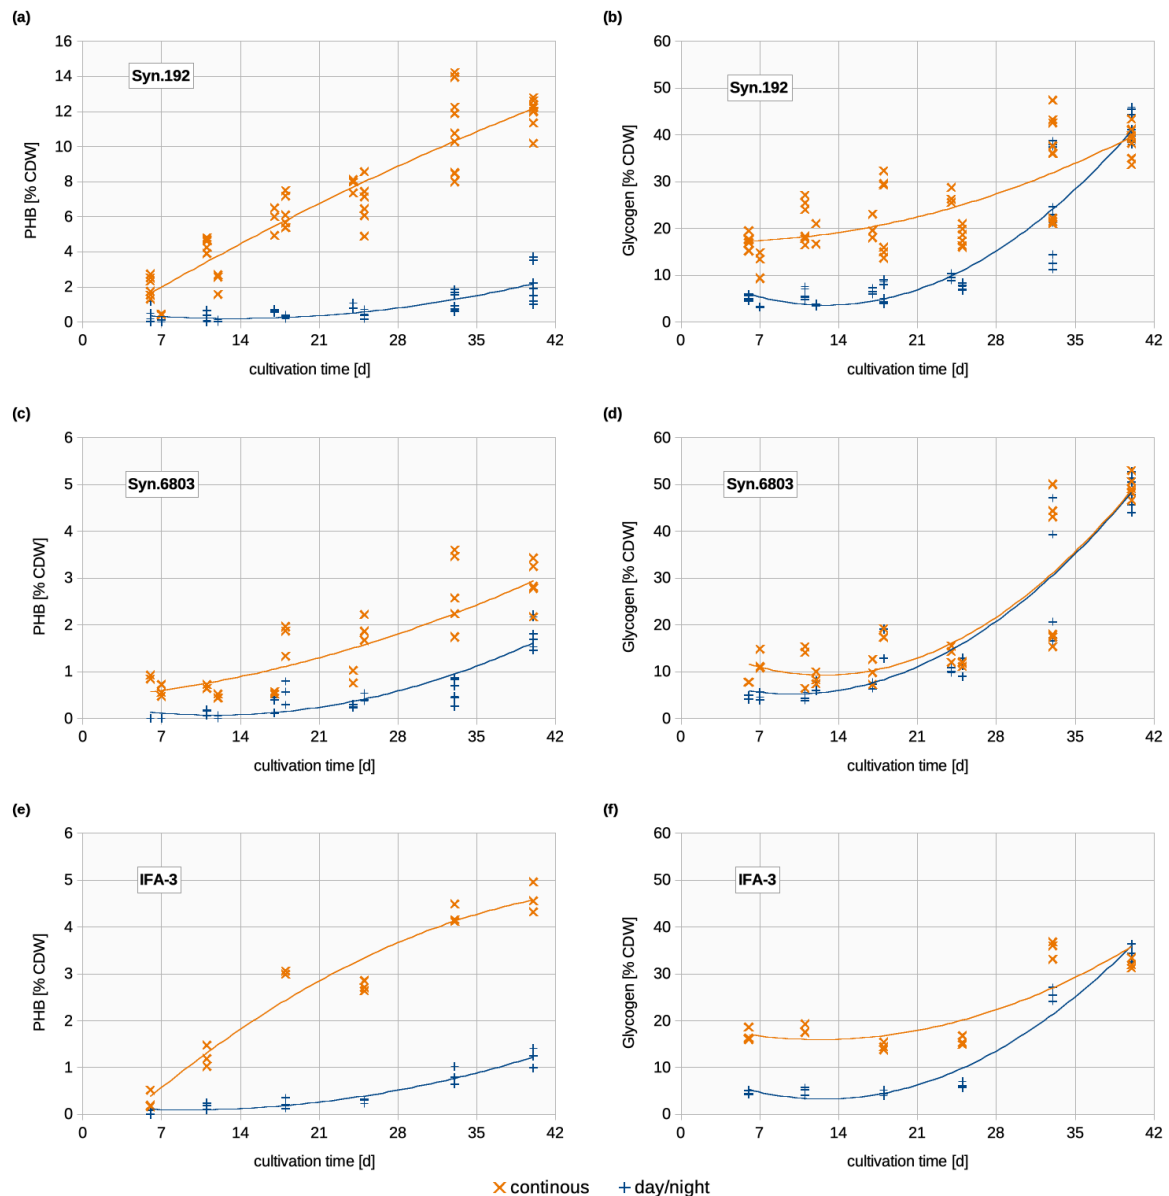 (a)
(b)
16
14
12
10
8
6
4
2
0
PHB [% CDW]
Syn.192
0 7 14 21 28 35 42
cultivation time [d]
60
50
40
30
20
10
0
Glycogen [% CDW]
Syn.192
0 7 14 21 28 35 42
cultivation time [d]
(c)
(d)
6
5
4
3
2
1
0
PHB [% CDW]
Syn.6803
0 7 14 21 28 35 42
cultivation time [d]
60
50
40
30
20
10
0
Glycogen [% CDW]
Syn.6803
0 7 14 21 28 35 42
cultivation time [d]
(e)
(f)
6
5
4
3
2
1
0
PHB [% CDW]
IFA-3
0 7 14 21 28 35 42
cultivation time [d]
60
50
40
30
20
10
0
Glycogen [% CDW]
IFA-3
0 7 14 21 28 35 42
cultivation time [d]
continous day/night